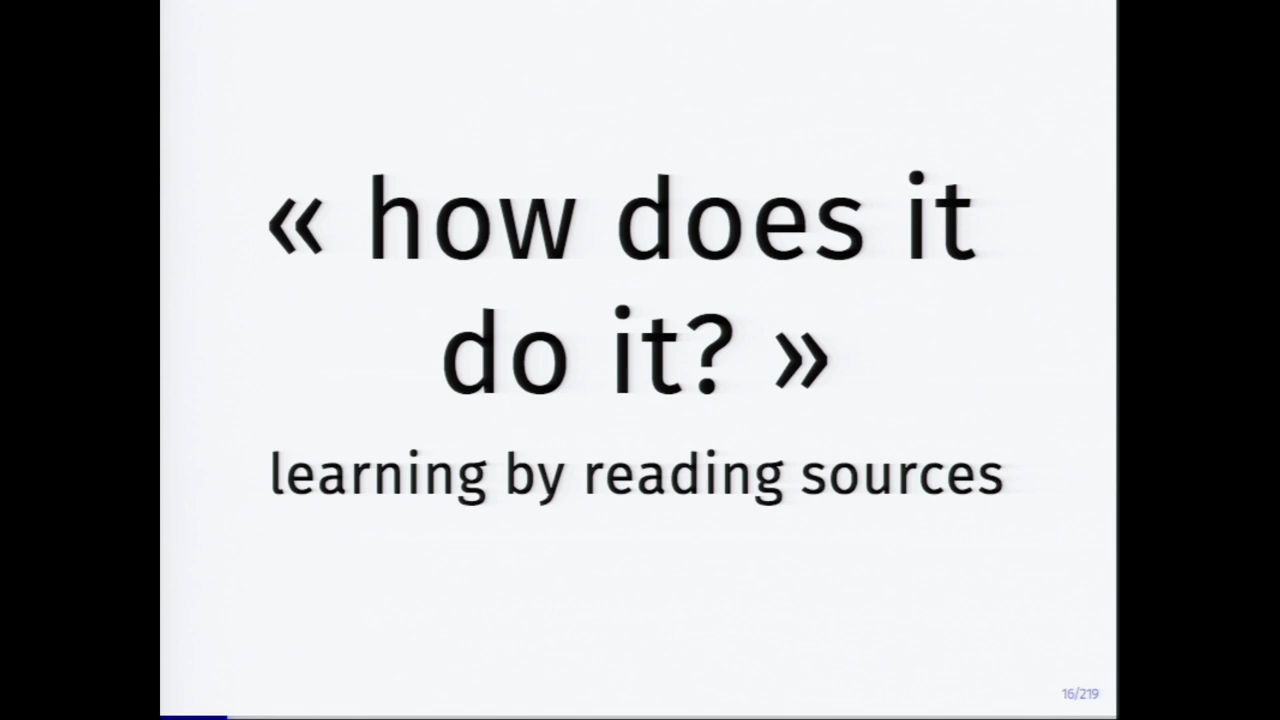 « how does it
do it? »
learning by reading sources
16/219